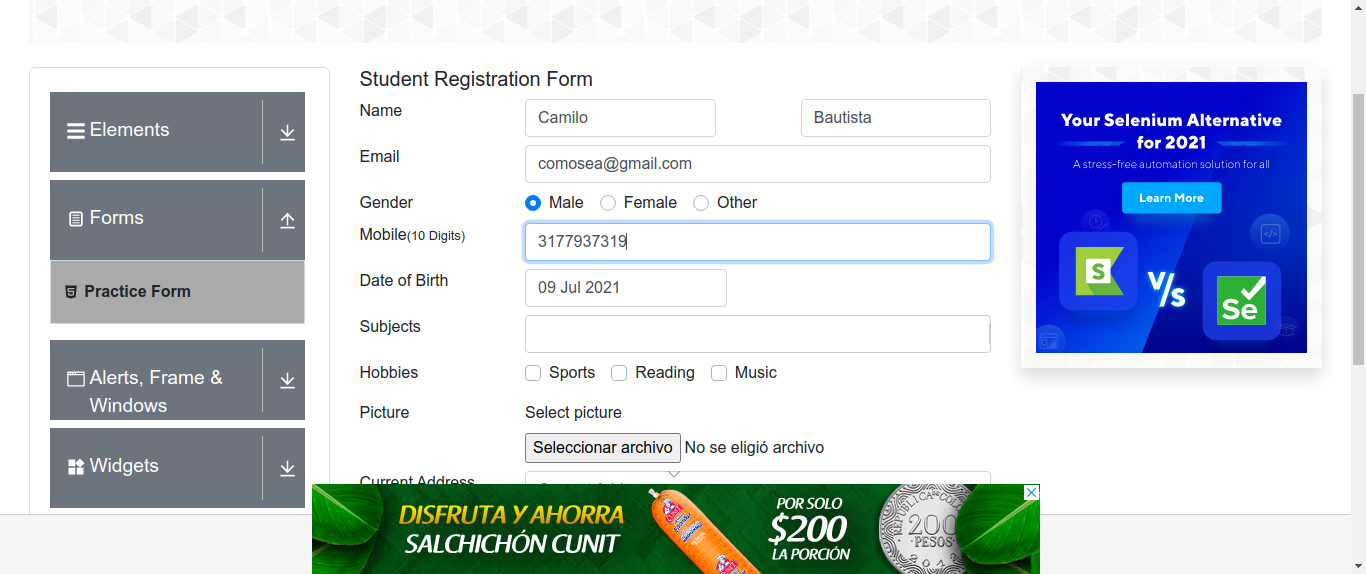 Elements
Forms
Practice Form
Alerts, Frame &
Windows
Widgets
Student Registration Form
Name
Camilo
Bautista
Email
comosea@gmail.com
Gender
Male
Female
Other
Mobile(10 Digits)
3177937319
Date of Birth
09 Jul 2021
Subjects
Hobbies
Sports
Reading
Music
Picture
Select picture
Seleccionar archivo
No se eligió archivo
Current Address
Your Selenium Alternative
for 2021
A stress-free automation solution for all
Learn More
S
V/s
Se
DISFRUTA Y AHORRA
SALCHICHÓN CUNIT
POR SOLO
$200
LA PORCIÓN
200
PESOS